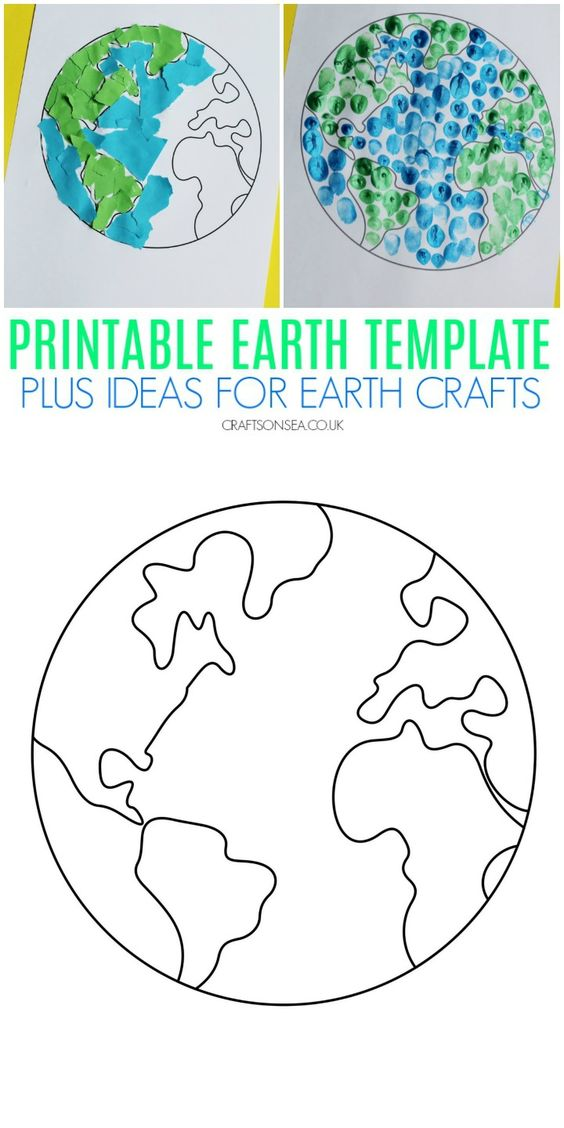 PRINTABLE EARTH TEMPLATE
PLUS IDEAS FOR EARTH CRAFTS
CRAFTSONSEA.CO.UK